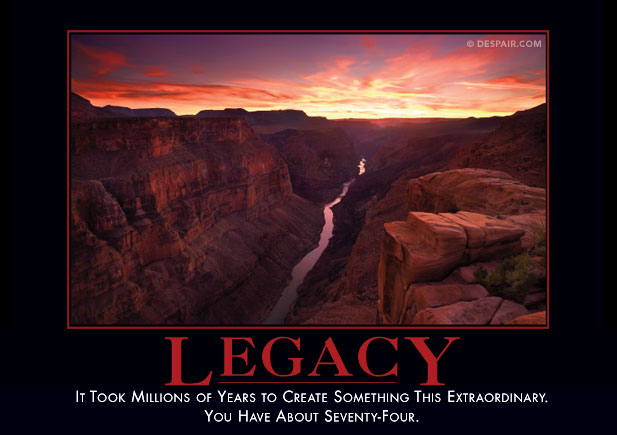 © DESPAIR.COM
LEGACY
IT TOOK MILLIONS OF YEARS TO CREATE SOMETHING THIS EXTRAORDINARY.
YOU HAVE ABOUT SEVENTY-FOUR.